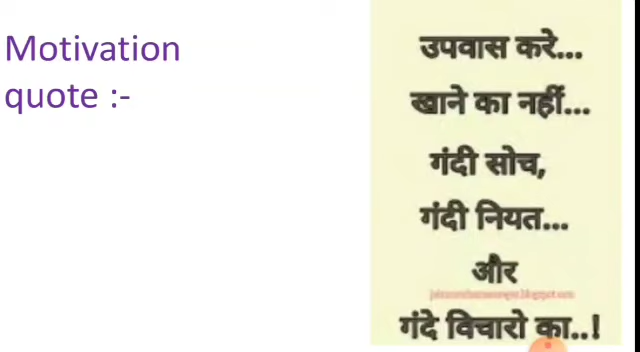 Motivation
quote :-
उपवास करे...
खाने का नहीं...
गंदी सोच,
गंदी नियत...
और
गंदे विचारो का..!